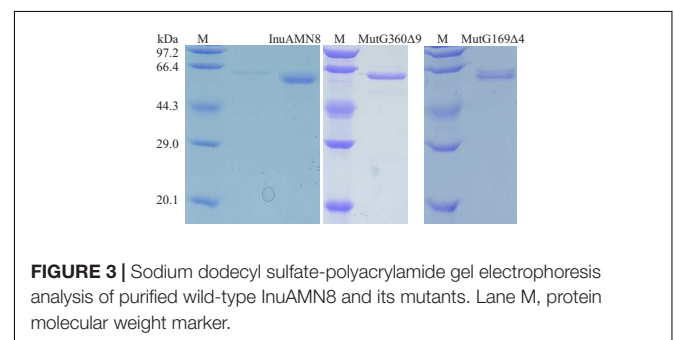 kDa M InuAMN8 M MutG360Δ9 M MutG169Δ4
97.2
66.4
44.3
29.0
20.1
FIGURE 3 | Sodium dodecyl sulfate-polyacrylamide gel electrophoresis
analysis of purified wild-type InuAMN8 and its mutants. Lane M, protein
molecular weight marker.